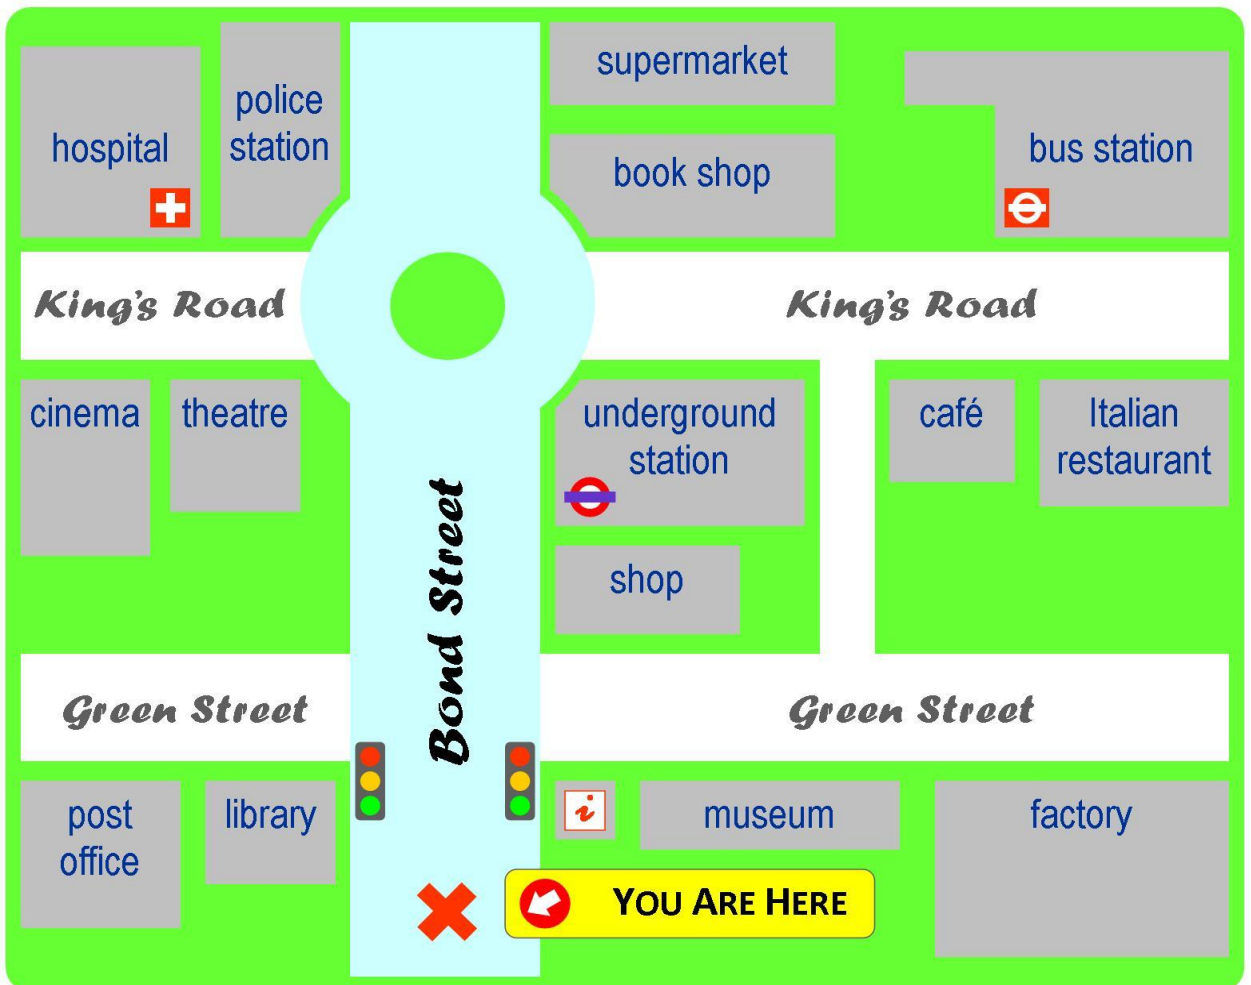 hospital
police
station
supermarket
book shop
bus station
King's Road
King's Road
cinema
theatre
underground
station
café
Italian
restaurant
shop
Bond Street
Green Street
Green Street
post
office
library
i
museum
factory
YOU ARE HERE